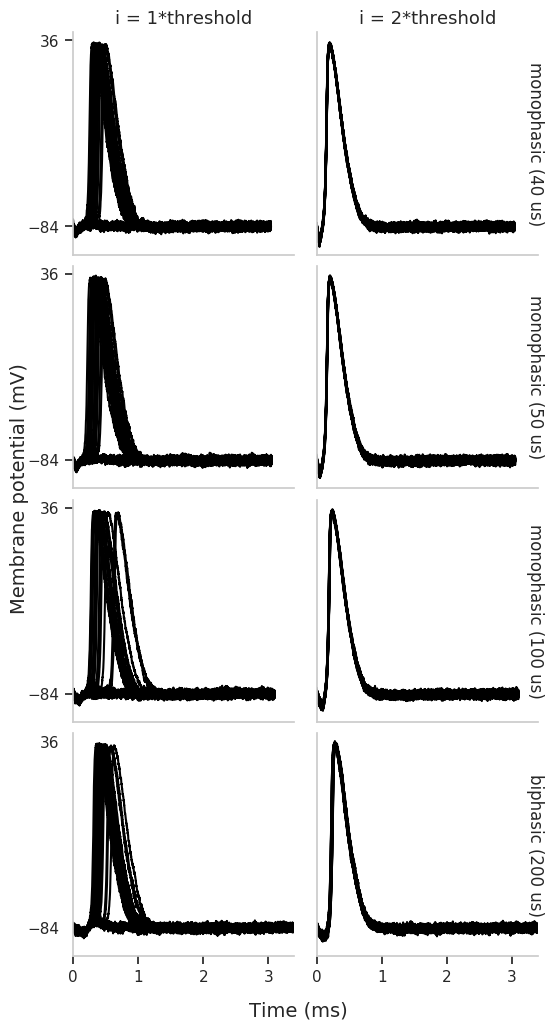 i = 1*threshold
i = 2*threshold
36
−84
monophasic (40 us)
36
−84
monophasic (50 us)
Membrane potential (mV)
36
−84
monophasic (100 us)
36
−84
biphasic (200 us)
0 1 2 3
0 1 2 3
Time (ms)